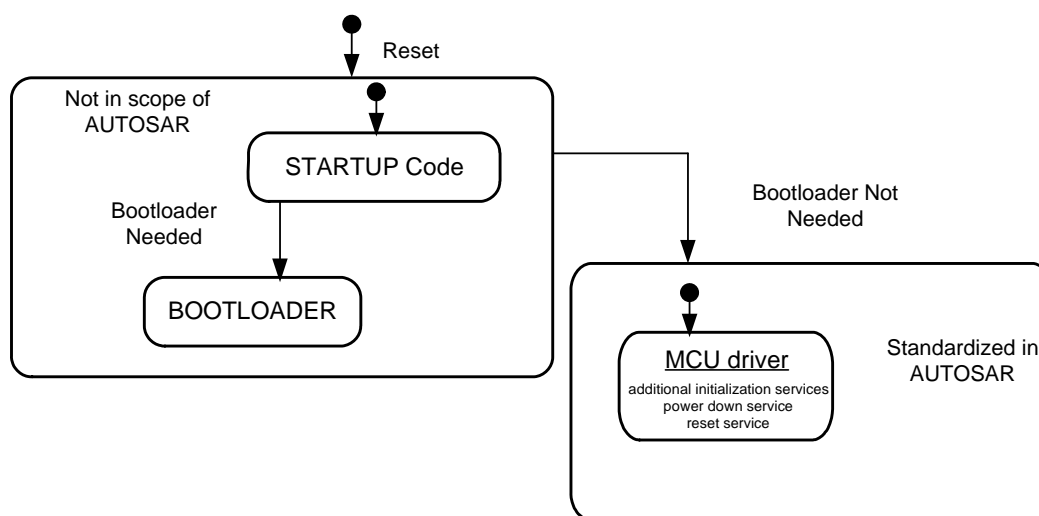 Reset
Not in scope of
AUTOSAR
STARTUP Code
Bootloader
Needed
BOOTLOADER
Bootloader Not
Needed
MCU driver
additional initialization services
power down service
reset service
Standardized in
AUTOSAR